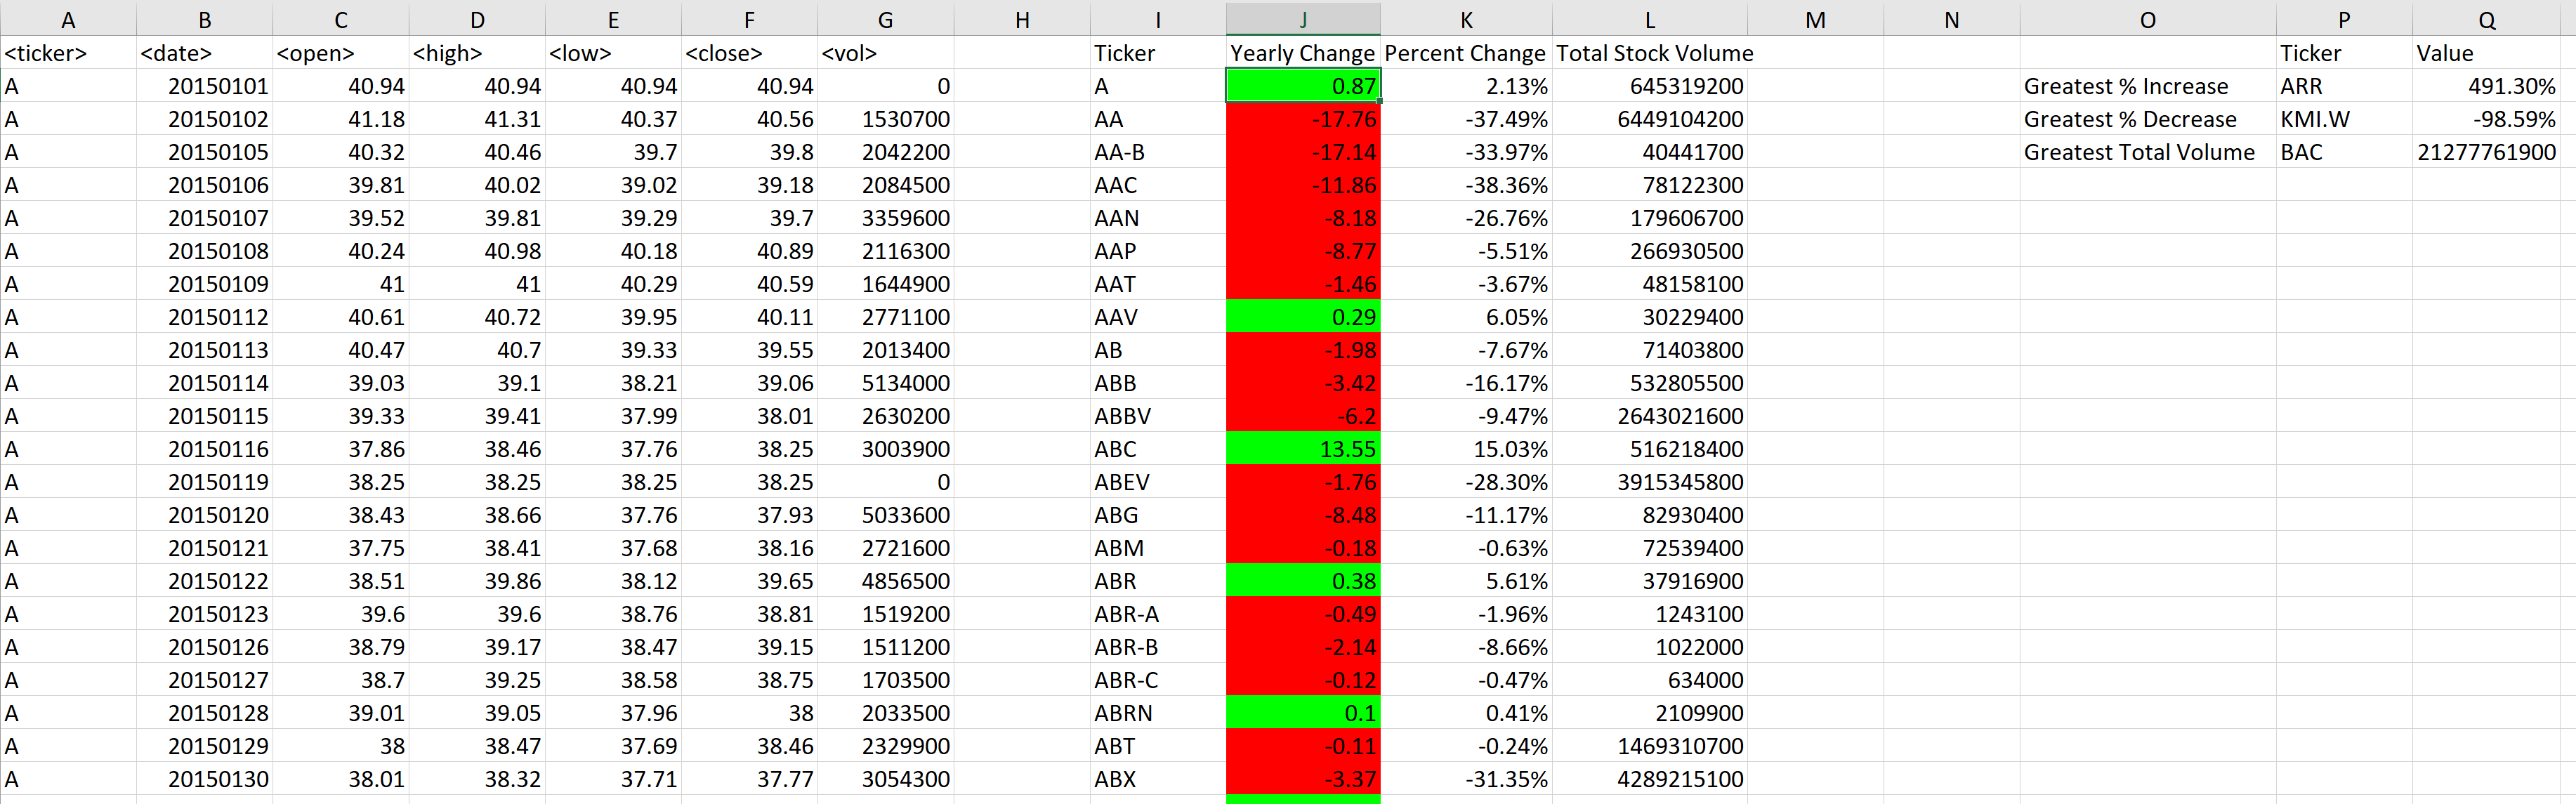 A B C D E F G H I J K L M N O P Q
<ticker> <date> <open> <high> <low> <close> <vol> Ticker Yearly Change Percent Change Total Stock Volume Ticker Value
A 20150101 40.94 40.94 40.94 40.94 0 A 0.87 2.13% 645319200 Greatest % Increase ARR 491.30%
A 20150102 41.18 41.31 40.37 40.56 1530700 AA -17.76 -37.49% 6449104200 Greatest % Decrease KMI.W -98.59%
A 20150105 40.32 40.46 39.7 39.8 2042200 AA-B -17.14 -33.97% 40441700 Greatest Total Volume BAC 21277761900
A 20150106 39.81 40.02 39.02 39.18 2084500 AAC -11.86 -38.36% 78122300
A 20150107 39.52 39.81 39.29 39.7 3359600 AAN -8.18 -26.76% 179606700
A 20150108 40.24 40.98 40.18 40.89 2116300 AAP -8.77 -5.51% 266930500
A 20150109 41 41 40.29 40.59 1644900 AAT -1.46 -3.67% 48158100
A 20150112 40.61 40.72 39.95 40.11 2771100 AAV 0.29 6.05% 30229400
A 20150113 40.47 40.7 39.33 39.55 2013400 AB -1.98 -7.67% 71403800
A 20150114 39.03 39.1 38.21 39.06 5134000 ABB -3.42 -16.17% 532805500
A 20150115 39.33 39.41 37.99 38.01 2630200 ABBV -6.2 -9.47% 2643021600
A 20150116 37.86 38.46 37.76 38.25 3003900 ABC 13.55 15.03% 516218400
A 20150119 38.25 38.25 38.25 38.25 0 ABEV -1.76 -28.30% 3915345800
A 20150120 38.43 38.66 37.76 37.93 5033600 ABG -8.48 -11.17% 82930400
A 20150121 37.75 38.41 37.68 38.16 2721600 ABM -0.18 -0.63% 72539400
A 20150122 38.51 39.86 38.12 39.65 4856500 ABR 0.38 5.61% 37916900
A 20150123 39.6 39.6 38.76 38.81 1519200 ABR-A -0.49 -1.96% 1243100
A 20150126 38.79 39.17 38.47 39.15 1511200 ABR-B -2.14 -8.66% 1022000
A 20150127 38.7 39.25 38.58 38.75 1703500 ABR-C -0.12 -0.47% 634000
A 20150128 39.01 39.05 37.96 38 2033500 ABRN 0.1 0.41% 2109900
A 20150129 38 38.47 37.69 38.46 2329900 ABT -0.11 -0.24% 1469310700
A 20150130 38.01 38.32 37.71 37.77 3054300 ABX -3.37 -31.35% 4289215100